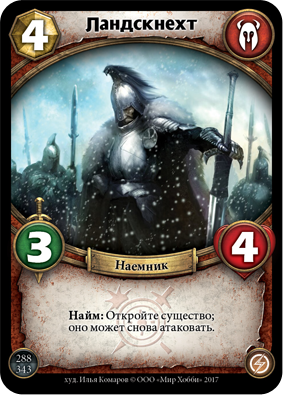 4
Ландскнехт
3
Наемник
4
Найм: Откройте существо;
оно может снова атаковать.
288
343
худ. Илья Комаров © ООО «Мир Хобби» 2017